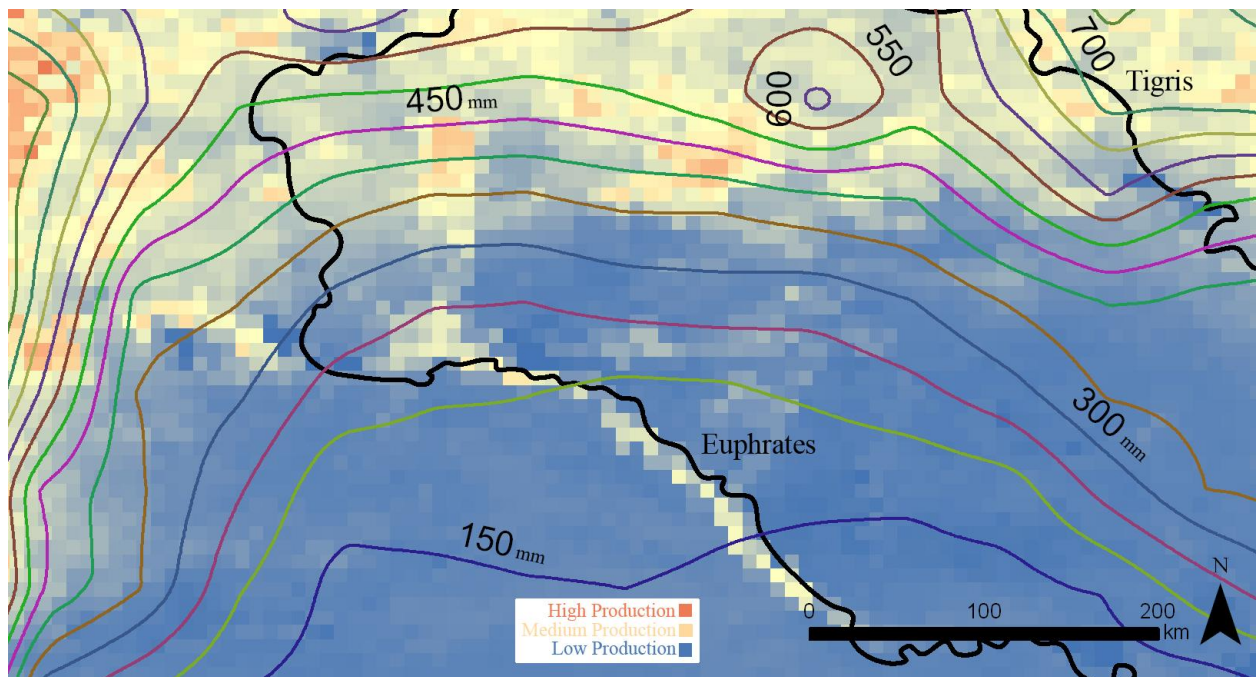 550
700
Tigris
600
450 mm
Euphrates
300 mm
150 mm
N
High Production
Medium Production
Low Production
0 100 200
km